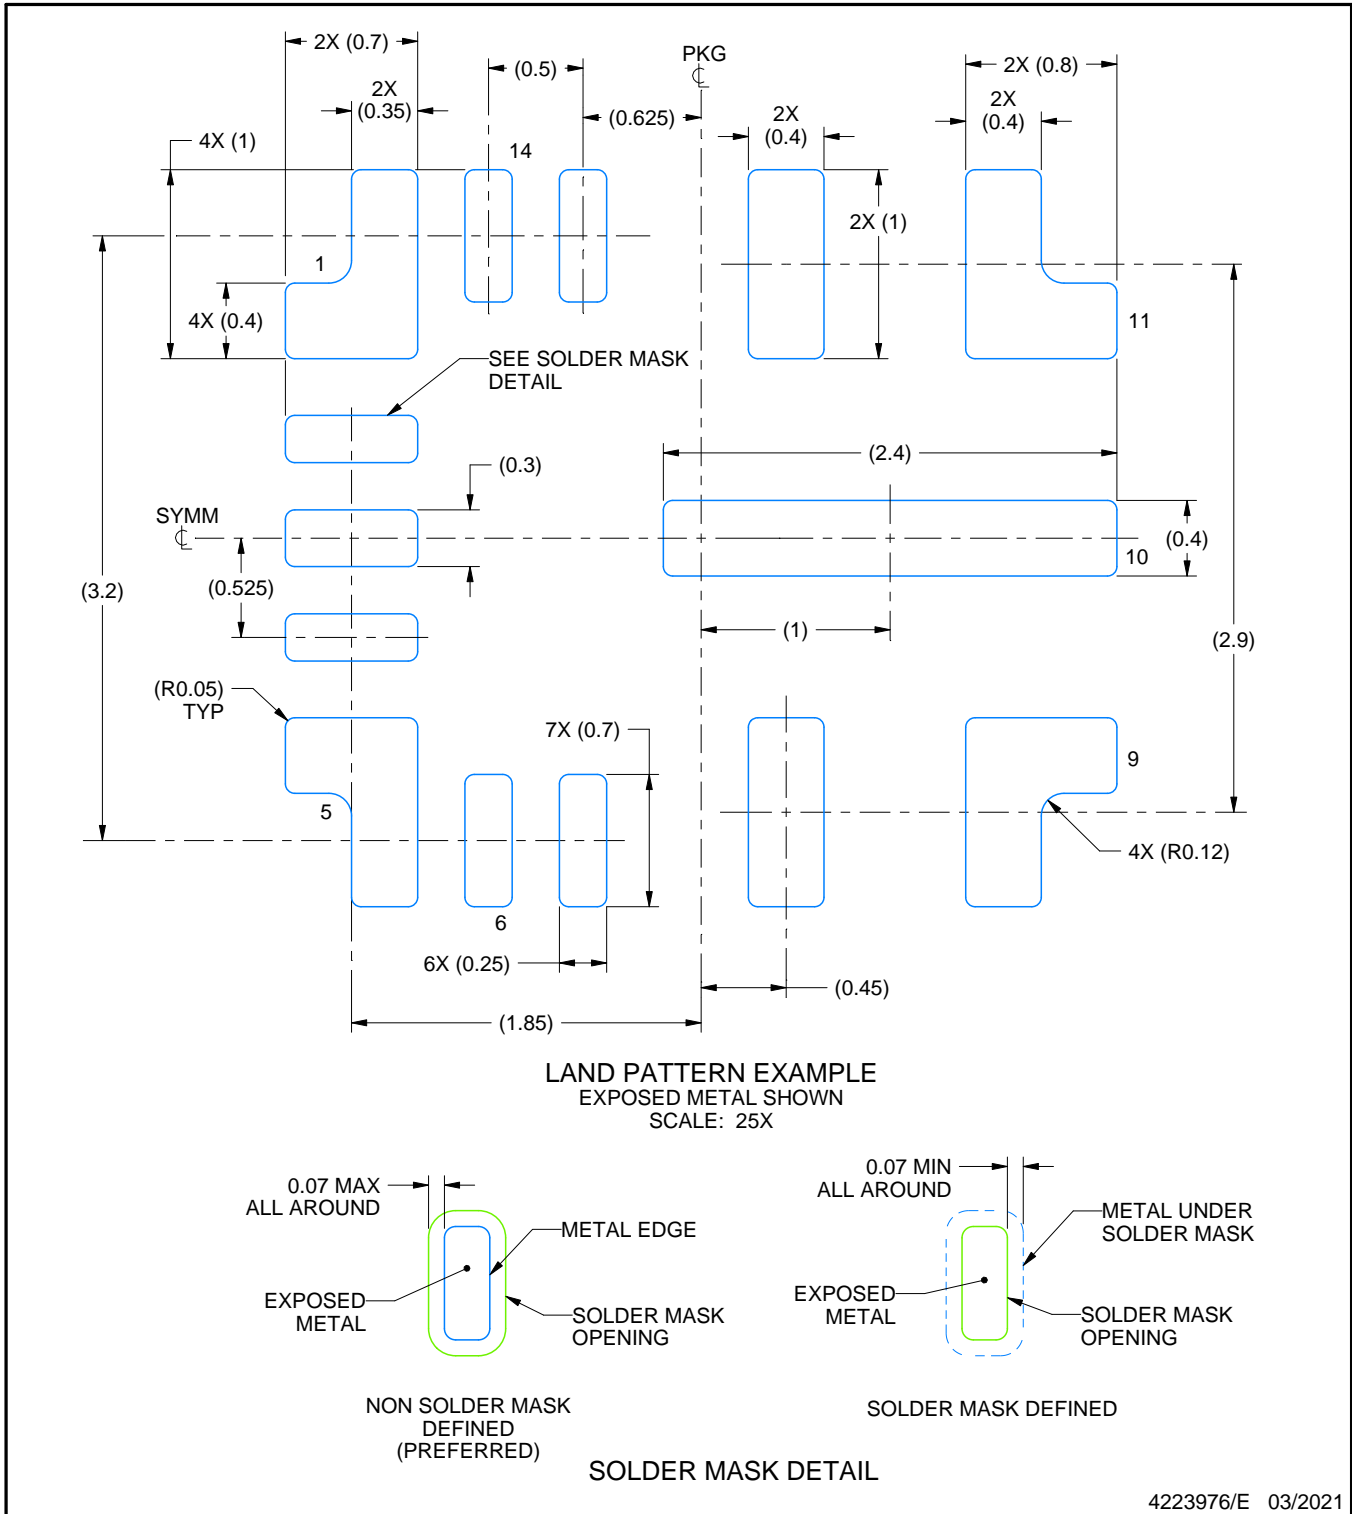 2X (0.7)
(0.5)
PKG
℄
2X (0.8)
2X
(0.35)
(0.625)
2X
(0.4)
2X
(0.4)
4X (1)
14
2X (1)
1
4X (0.4)
11
SEE SOLDER MASK
DETAIL
(2.4)
(0.3)
SYMM
℄
(0.4)
10
(3.2)
(0.525)
(1)
(2.9)
(R0.05)
TYP
7X (0.7)
9
5
4X (R0.12)
6
6X (0.25)
(0.45)
(1.85)
LAND PATTERN EXAMPLE
EXPOSED METAL SHOWN
SCALE: 25X
0.07 MAX
ALL AROUND
METAL EDGE
EXPOSED
METAL
SOLDER MASK
OPENING
NON SOLDER MASK
DEFINED
(PREFERRED)
0.07 MIN
ALL AROUND
METAL UNDER
SOLDER MASK
EXPOSED
METAL
SOLDER MASK
OPENING
SOLDER MASK DEFINED
SOLDER MASK DETAIL
4223976/E 03/2021